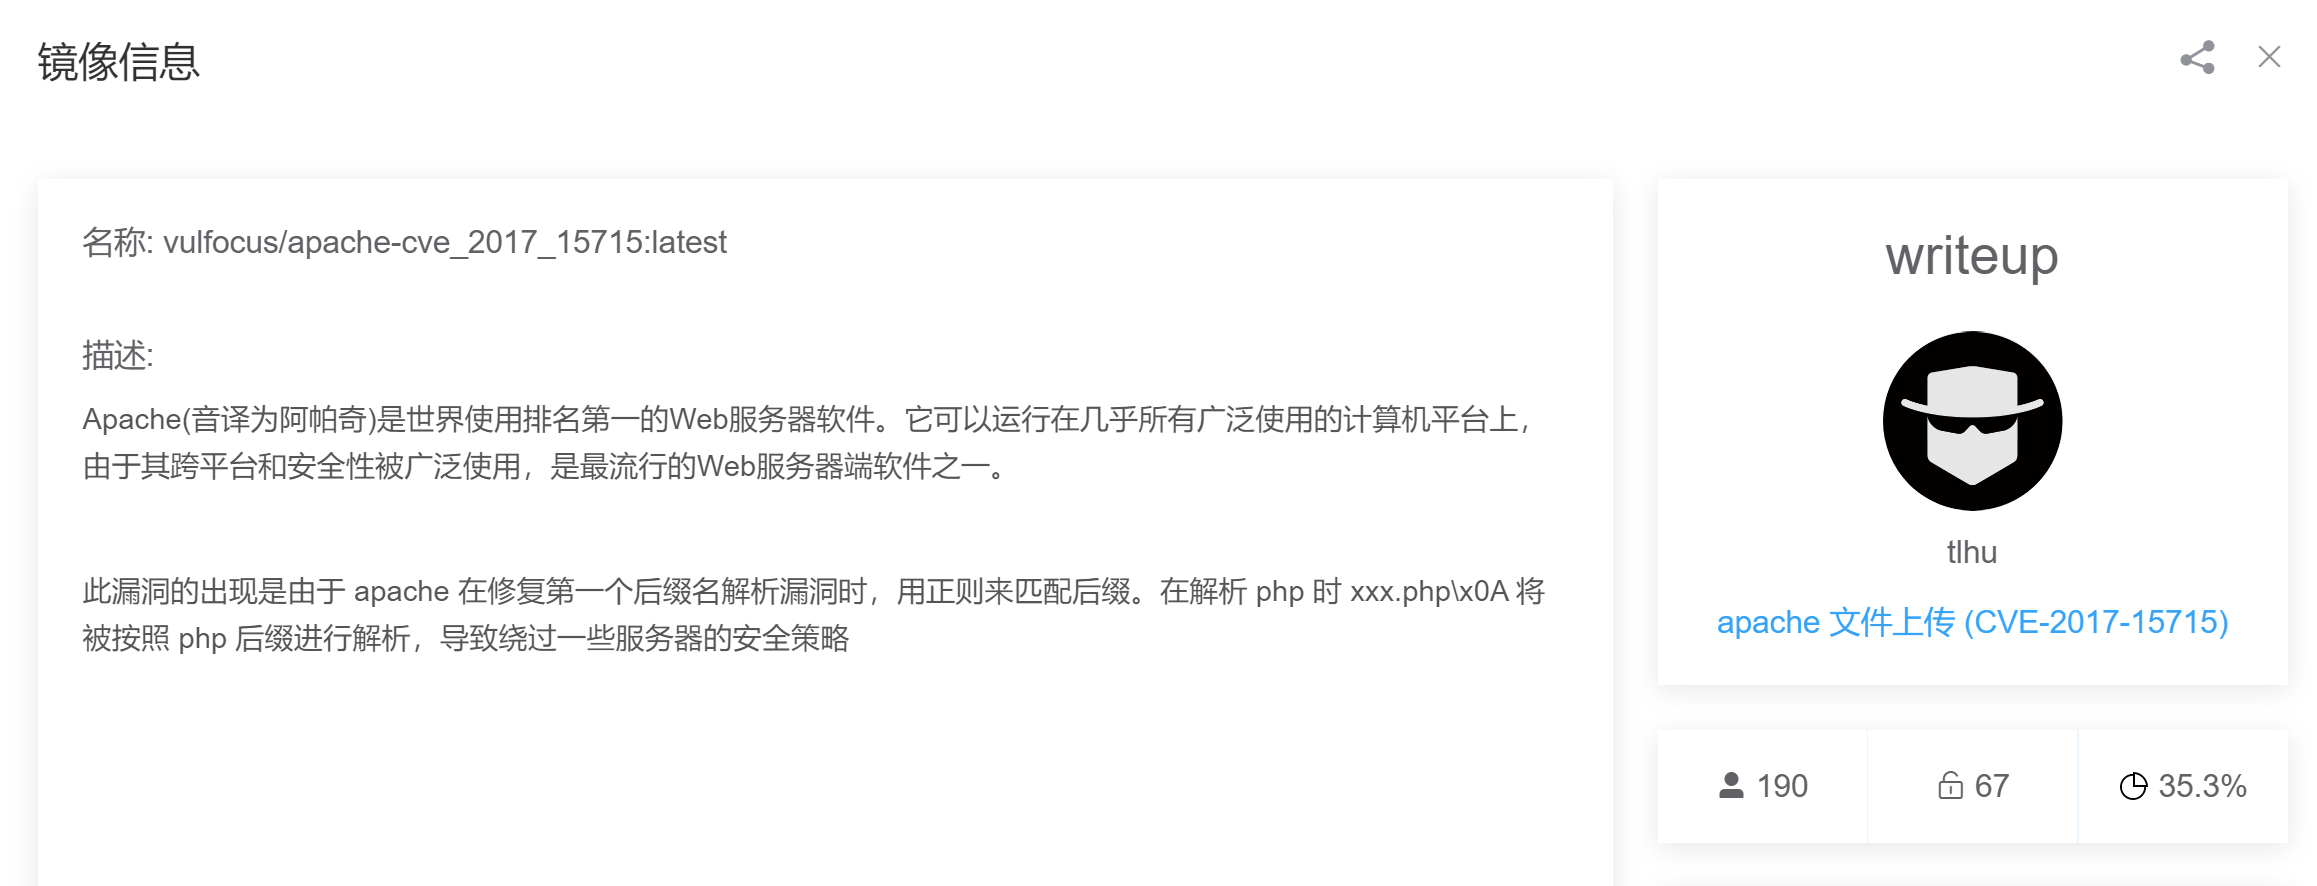 镜像信息
名称: vulfocus/apache-cve_2017_15715:latest
描述:
Apache(音译为阿帕奇)是世界使用排名第一的Web服务器软件。它可以运行在几乎所有广泛使用的计算机平台上，
由于其跨平台和安全性被广泛使用，是最流行的Web服务器端软件之一。
此漏洞的出现是由于 apache 在修复第一个后缀名解析漏洞时，用正则来匹配后缀。在解析 php 时 xxx.php\x0A 将
被按照 php 后缀进行解析，导致绕过一些服务器的安全策略
writeup
tlhu
apache 文件上传 (CVE-2017-15715)
190
67
35.3%